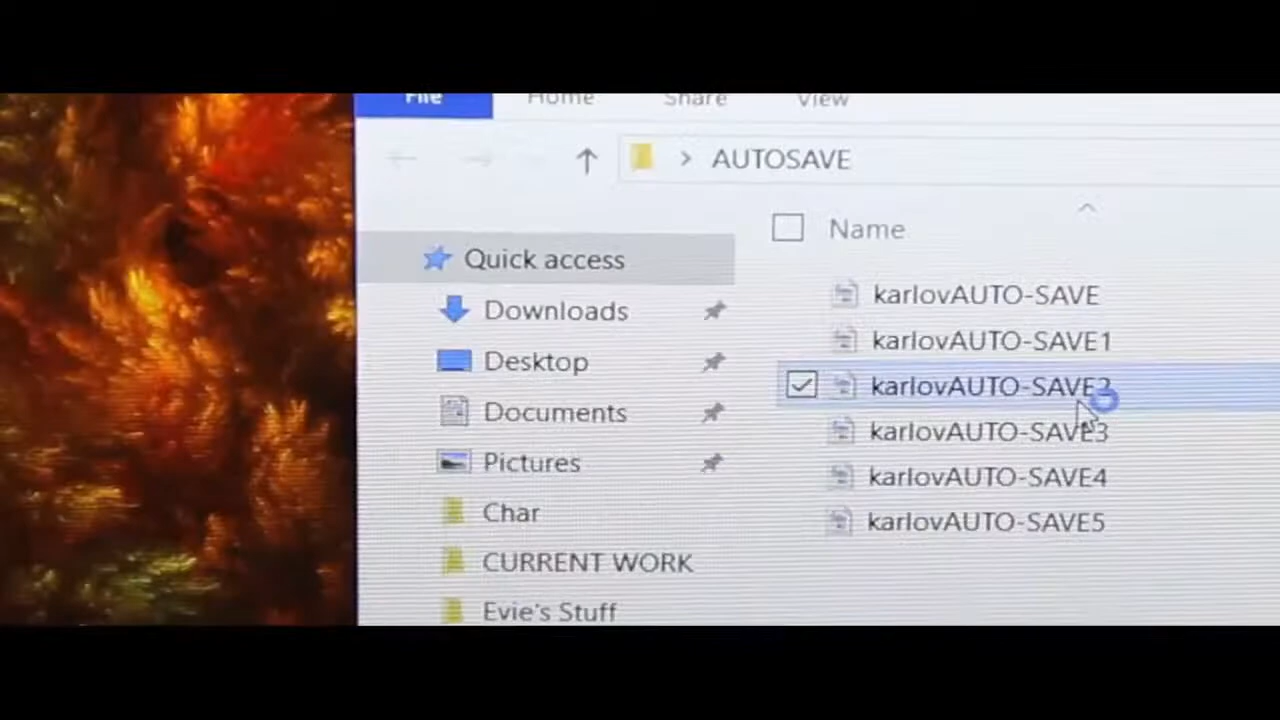 File Home Share View
AUTOSAVE
Name
Quick access
Downloads
Desktop
Documents
Pictures
Char
CURRENT WORK
Evie's Stuff
karlovAUTO-SAVE
karlovAUTO-SAVE1
karlovAUTO-SAVE2
karlovAUTO-SAVE3
karlovAUTO-SAVE4
karlovAUTO-SAVE5